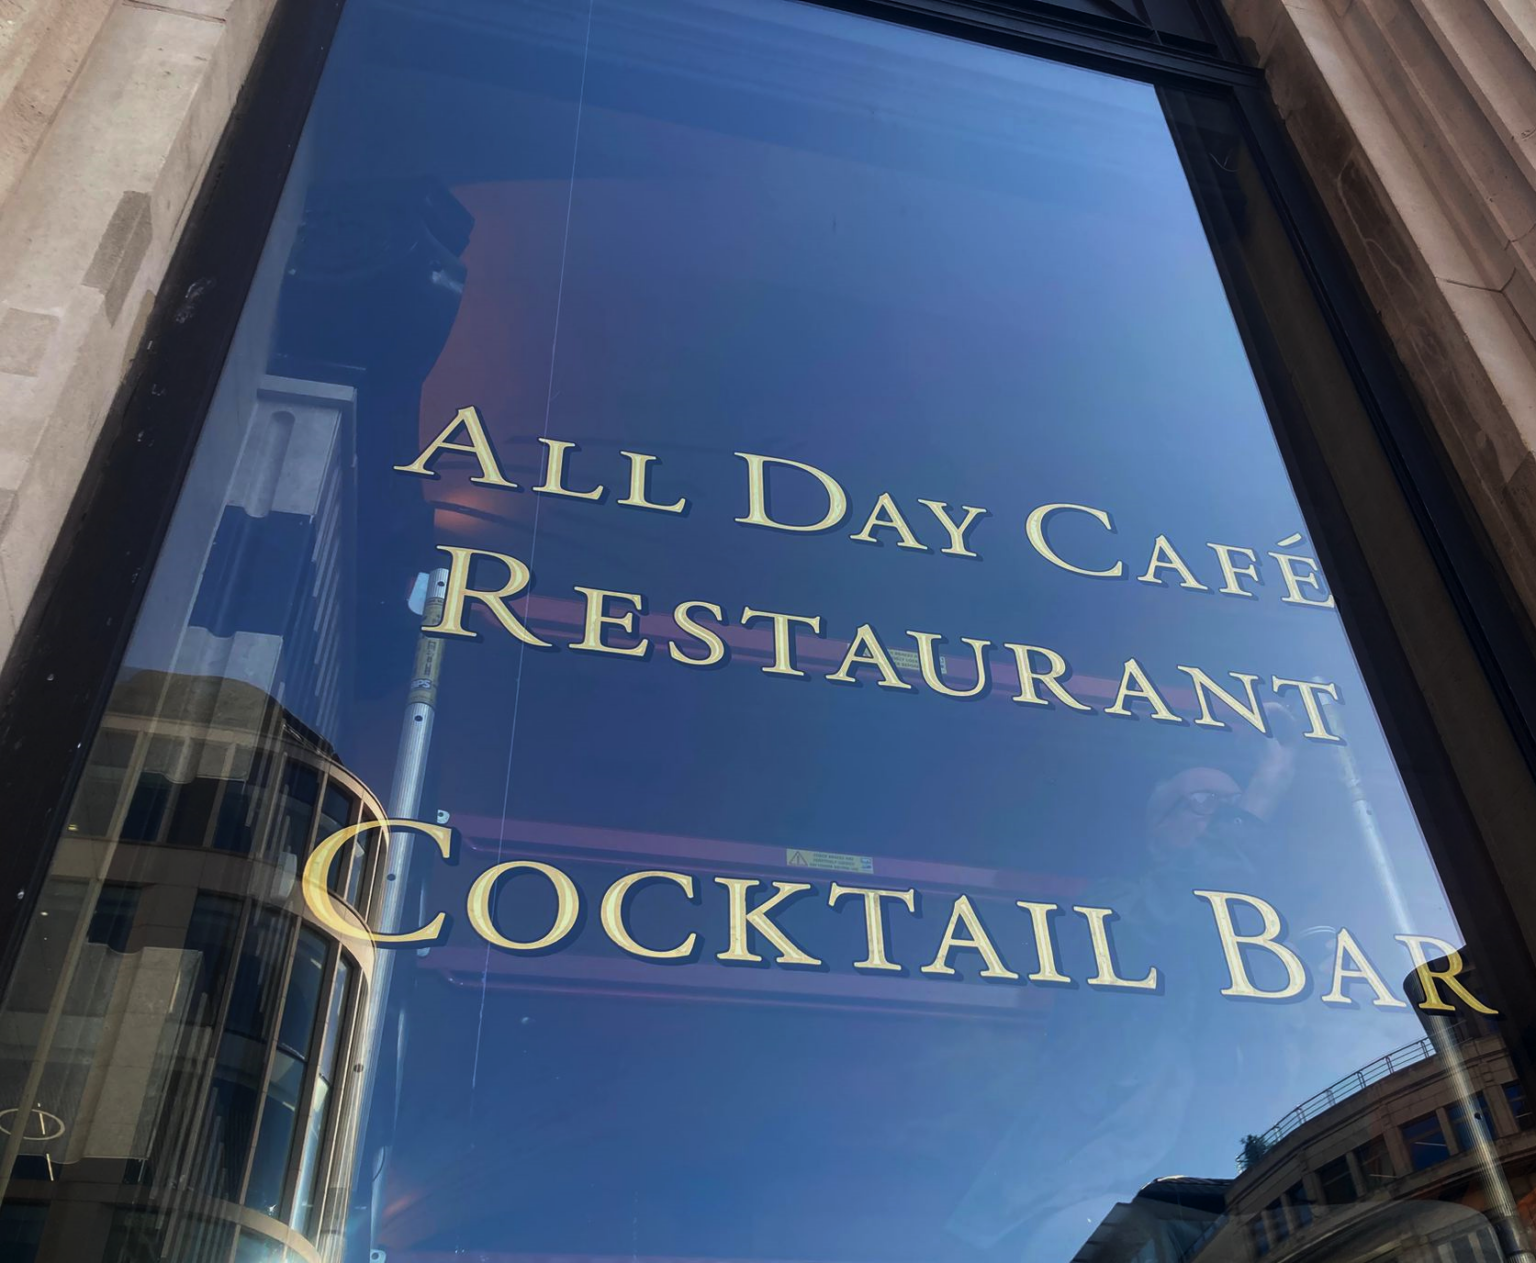 All Day Café
Restaurant
Cocktail Bar